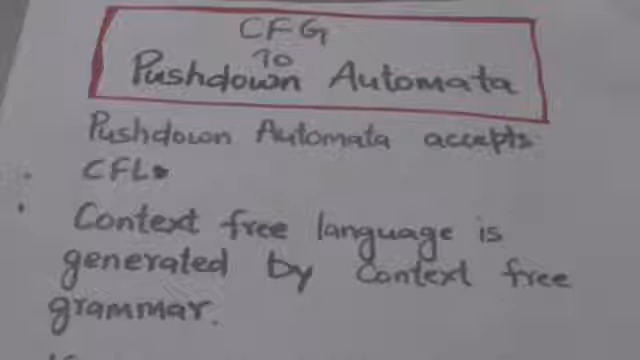 CFG
To
Pushdown Automata
Pushdown Automata accepts
CFL.
Context free language is
generated by Context free
grammar.